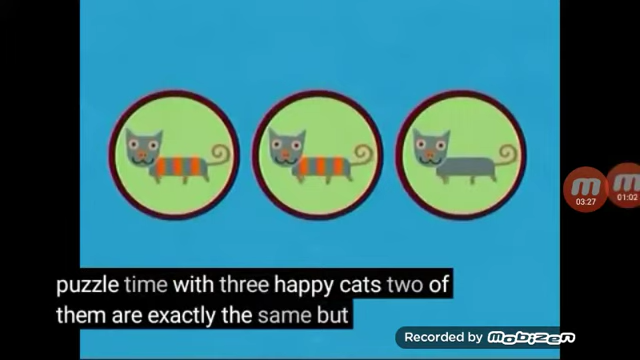 03:27
01:02
puzzle time with three happy cats two of
them are exactly the same but
Recorded by mobizen